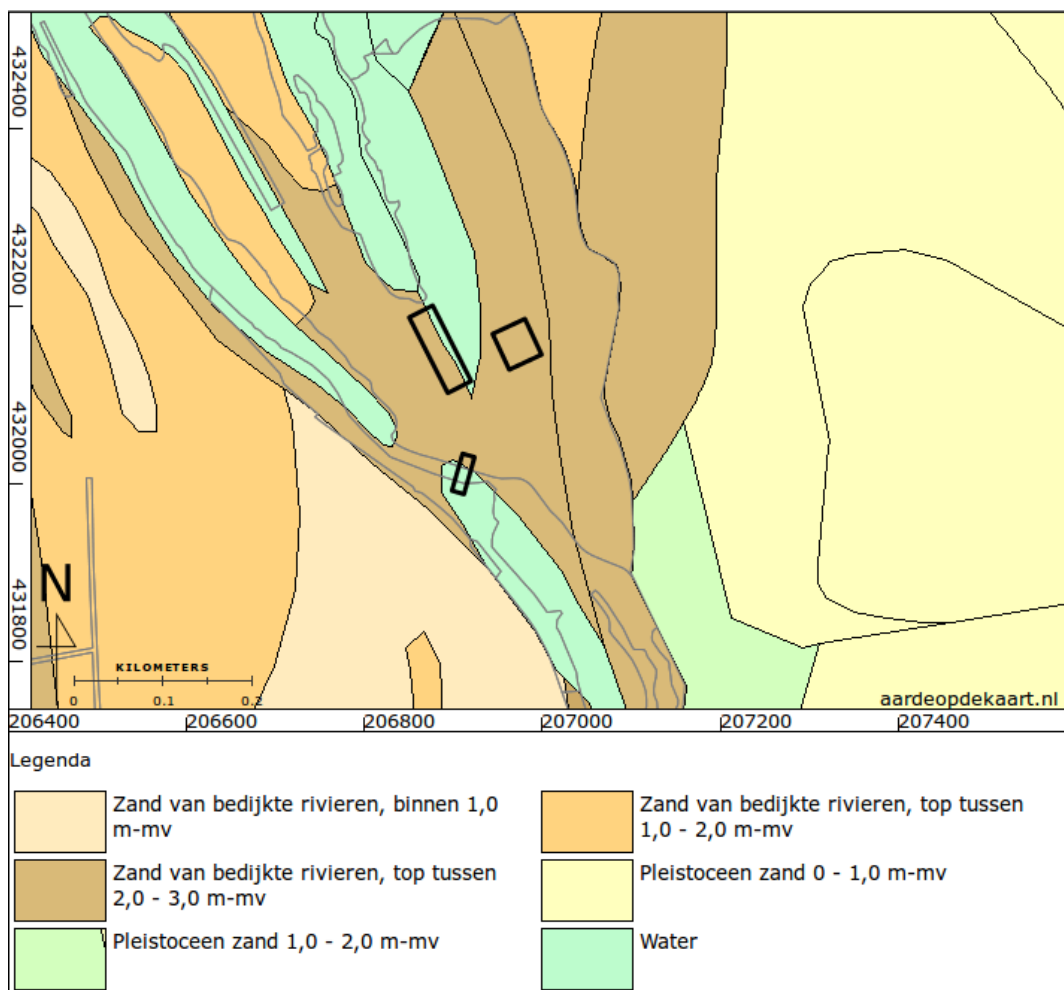 432400
432200
432000
431800
N
KILOMETERS
0 0.1 0.2
aardeopdekaart.nl
206400 206600 206800 207000 207200 207400
Legenda
Zand van bedijkte rivieren, binnen 1,0
m-mv
Zand van bedijkte rivieren, top tussen
1,0 - 2,0 m-mv
Zand van bedijkte rivieren, top tussen
2,0 - 3,0 m-mv
Pleistoceen zand 0 - 1,0 m-mv
Pleistoceen zand 1,0 - 2,0 m-mv
Water